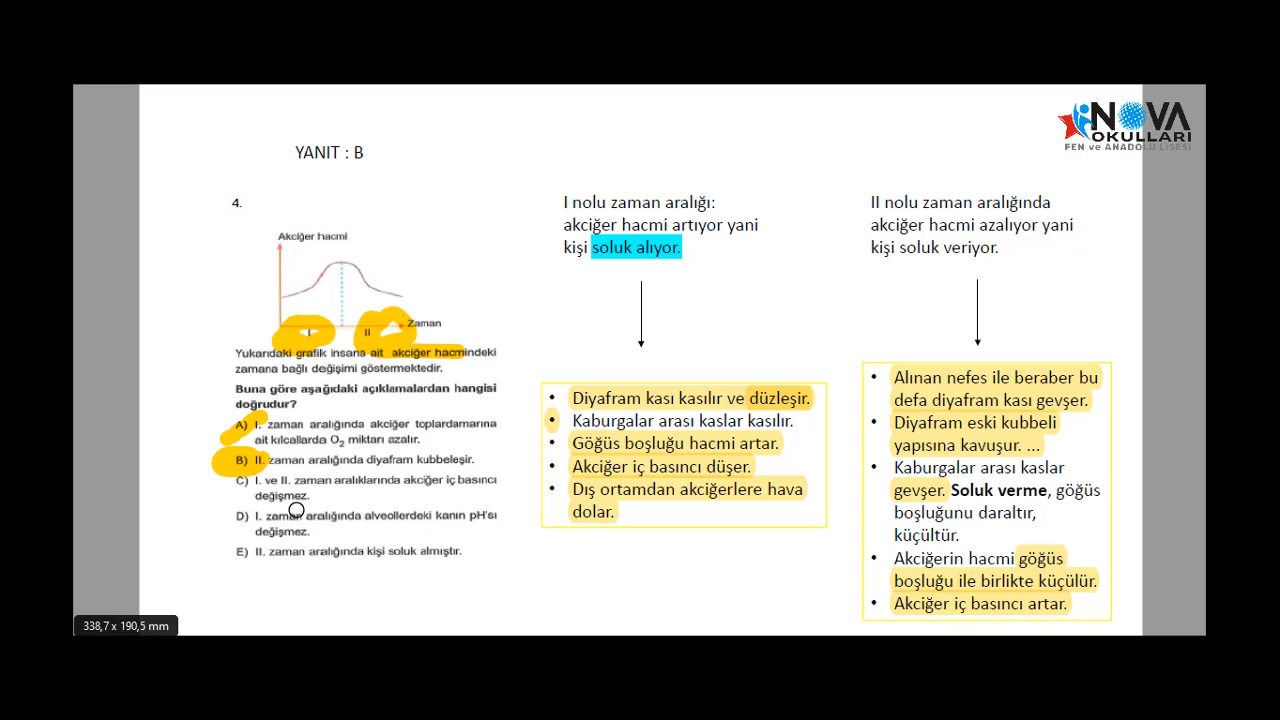 NOVA
OKULLARI
FEN ve ANADOLU LİSESİ
YANIT : B
4.
Akciğer hacmi
I
II
Zaman
Yukarıdaki grafik insana ait akciğer hacmindeki
zamana bağlı değişimi göstermektedir.
Buna göre aşağıdaki açıklamalardan hangisi
doğrudur?
A) I. zaman aralığında akciğer toplardamarına
ait kılcallarda O₂ miktarı azalır.
B) II. zaman aralığında diyafram kubbeleşir.
C) I. ve II. zaman aralıklarında akciğer iç basıncı
değişmez.
D) I. zaman aralığında alveollerdeki kanın pH'sı
değişmez.
E) II. zaman aralığında kişi soluk almıştır.
I nolu zaman aralığı:
akciğer hacmi artıyor yani
kişi soluk alıyor.
• Diyafram kası kasılır ve düzleşir.
• Kaburgalar arası kaslar kasılır.
• Göğüs boşluğu hacmi artar.
• Akciğer iç basıncı düşer.
• Dış ortamdan akciğerlere hava
dolar.
II nolu zaman aralığında
akciğer hacmi azalıyor yani
kişi soluk veriyor.
• Alınan nefes ile beraber bu
defa diyafram kası gevşer.
• Diyafram eski kubbeli
yapısına kavuşur. ...
• Kaburgalar arası kaslar
gevşer. Soluk verme, göğüs
boşluğunu daraltır,
küçültür.
• Akciğerin hacmi göğüs
boşluğu ile birlikte küçülür.
• Akciğer iç basıncı artar.
338,7 x 190,5 mm